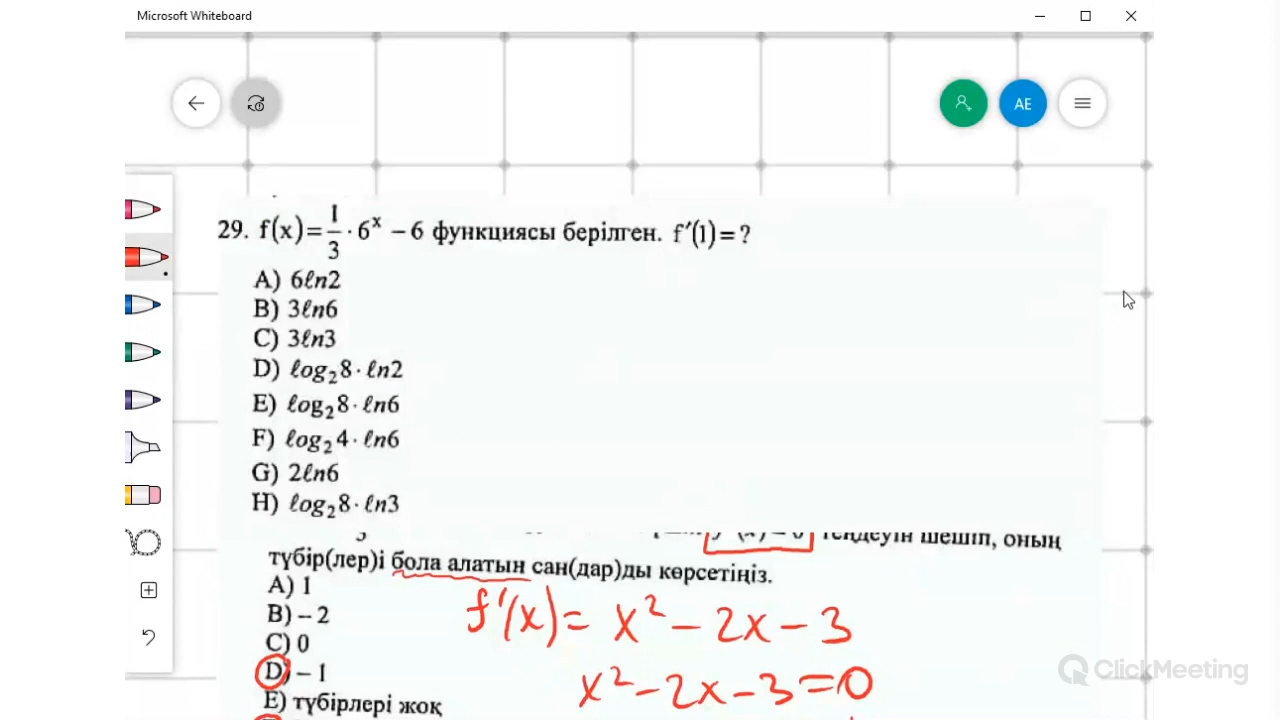 Microsoft Whiteboard
AE
29. f(x)=1/3 · 6^x − 6 функциясы берілген. f′(1)= ?
A) 6ℓn2
B) 3ℓn6
C) 3ℓn3
D) ℓog₂8 · ℓn2
E) ℓog₂8 · ℓn6
F) ℓog₂4 · ℓn6
G) 2ℓn6
H) ℓog₂8 · ℓn3
теңдеуін шешіп, оның
түбір(лер)і бола алатын сан(дар)ды көрсетіңіз.
A) 1
B) − 2
C) 0
D) − 1
E) түбірлері жоқ
f′(x) = x² − 2x − 3
x² − 2x − 3 = 0
ClickMeeting